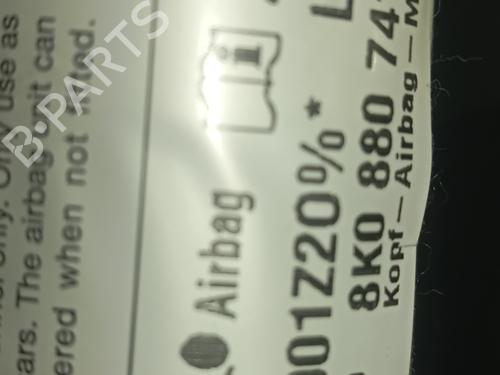 only. Only use as
ars. The airbag unit can
ered when not fitted.
Airbag
i
001Z20%*
8K0 880 74
Kopf – Airbag – M
L
B-PARTS